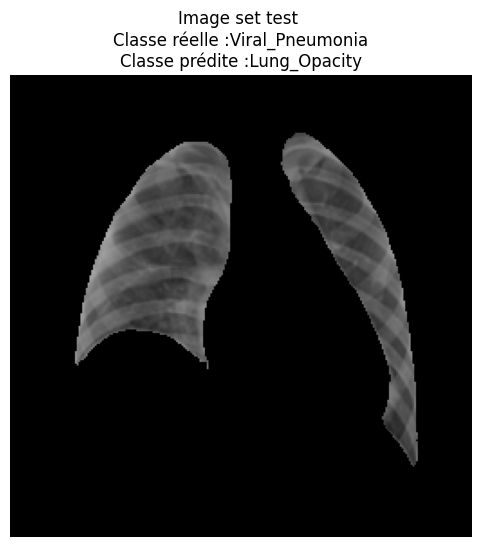 Image set test
Classe réelle :Viral_Pneumonia
Classe prédite :Lung_Opacity